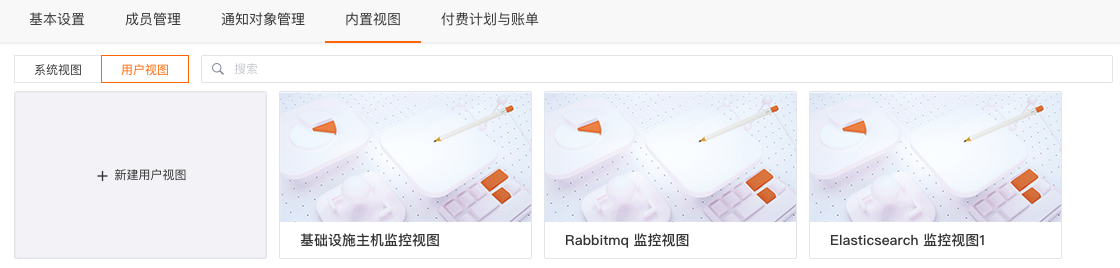 基本设置 成员管理 通知对象管理 内置视图 付费计划与账单
系统视图 用户视图 搜索
+ 新建用户视图
基础设施主机监控视图 Rabbitmq 监控视图 Elasticsearch 监控视图1